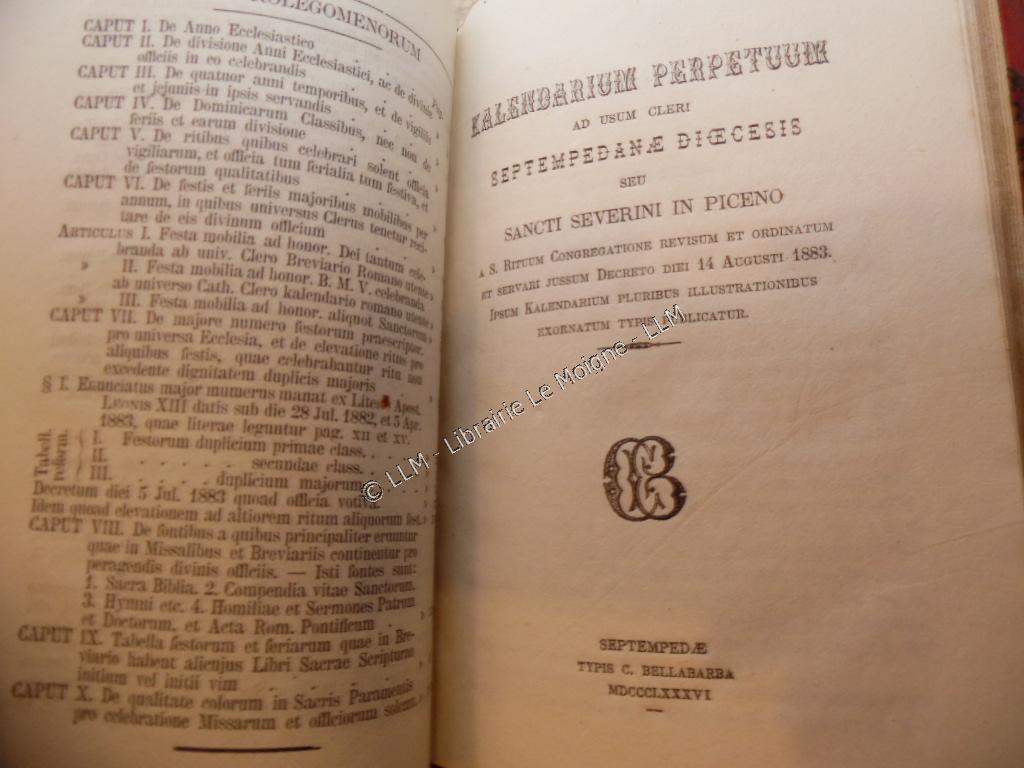 PROLEGOMENORUM
CAPUT I. De Anno Ecclesiastico
CAPUT II. De divisione Anni Ecclesiastici, ac de divinis
officiis in eo celebrandis
CAPUT III. De quatuor anni temporibus, et de vigiliis
et jejuniis in ipsis servandis
CAPUT IV. De Dominicarum Classibus, nec non de
feriis et earum divisione
CAPUT V. De ritibus quibus celebrari solent officia
vigiliarum, et officia tum ferialia tum festiva, et
de festorum qualitatibus
CAPUT VI. De festis et feriis majoribus mobilibus per
annum, in quibus universus Clerus tenetur reci-
tare de eis divinum officium
ARTICULUS I. Festa mobilia ad honor. Dei tantum cele-
branda ab univ. Clero Breviario Romano utente »
» II. Festa mobilia ad honor. B. M. V. celebranda
ab universo Cath. Clero kalendario romano utente »
» III. Festa mobilia ad honor. aliquot Sanctorum »
CAPUT VII. De majore numero festorum praescriptor.
pro universa Ecclesia, et de elevatione ritus pro
aliquibus festis, quae celebrabantur ritu non
excedente dignitatem duplicis majoris
§ I. Enunciatus major mumerus manat ex Liter. Apost.
LEONIS XIII datis sub die 28 Jul. 1882, et 5 Apr.
1883, quae literae leguntur pag. XII et XV.
Tabell. reform.
I. Festorum duplicium primae class. . . .
II. . . . . . . . secundae class. . . .
III. . . . . . . duplicium majorum . . .
Decretum diei 5 Jul. 1883 quoad officia votiva. »
Idem quoad elevationem ad altiorem ritum aliquorum fest. »
CAPUT VIII. De fontibus a quibus principaliter eruuntur
quae in Missalibus et Breviariis continentur pro
peragendis divinis officiis. — Isti fontes sunt:
1. Sacra Biblia. 2. Compendia vitae Sanctorum.
3. Hymni etc. 4. Homiliae et Sermones Patrum
et Doctorum, et Acta Rom. Pontificum . »
CAPUT IX. Tabella festorum et feriarum quae in Bre-
viario habent alicujus Libri Sacrae Scripturae
initium vel initii vim . . . . »
CAPUT X. De qualitate colorum in Sacris Paramentis
pro celebratione Missarum et officiorum solemn. »
KALENDARIUM PERPETUUM
AD USUM CLERI
SEPTEMPEDANÆ DIŒCESIS
SEU
SANCTI SEVERINI IN PICENO
A S. RITUUM CONGREGATIONE REVISUM ET ORDINATUM
ET SERVARI JUSSUM DECRETO DIEI 14 AUGUSTI 1883.
IPSUM KALENDARIUM PLURIBUS ILLUSTRATIONIBUS
EXORNATUM TYPIS PUBLICATUR.
SEPTEMPEDÆ
TYPIS C. BELLABARBA
MDCCCLXXXVI
© LLM - Librairie Le Moigne - LLM